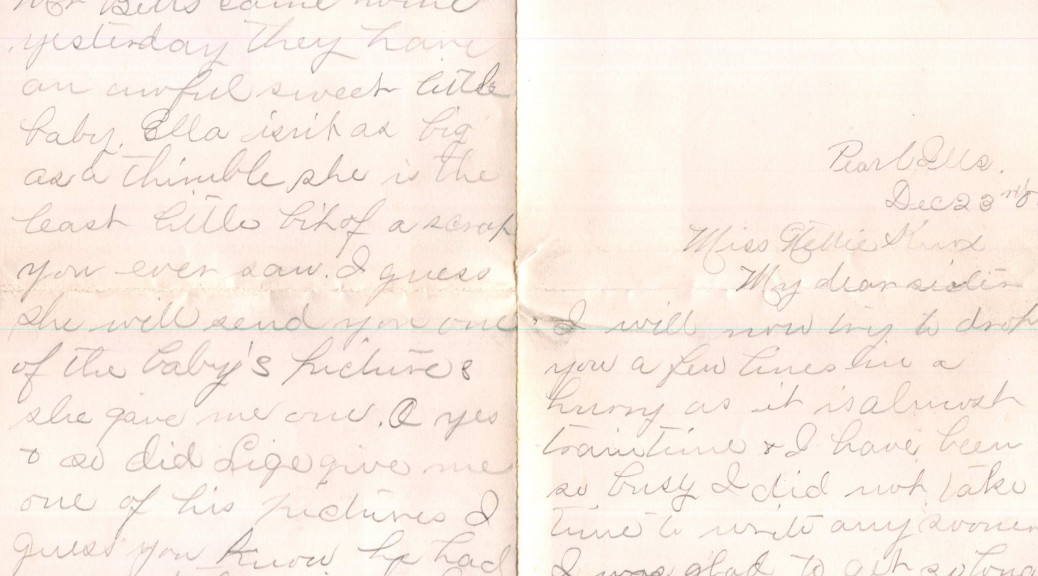 Mr Bells came home
yesterday they have
an awful sweet little
baby. Ella isn't as big
as a thimble she is the
least little bit of a scrap
you ever saw. I guess
she will send you one
of the baby's pictures
she gave me one. O yes
& so did Lige give me
one of his pictures I
guess you know he had
Pearl Ills.
Dec 23
Miss Nettie Knox
My dear sister
I will now try to drop
you a few lines in a
hurry as it is almost
train time & I have been
so busy I did not take
time to write any sooner
I was glad to get so long